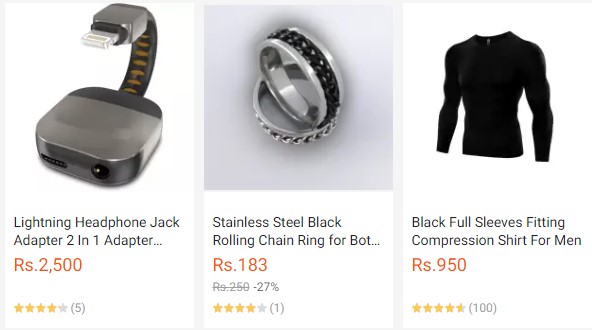 Lightning Headphone Jack
Adapter 2 In 1 Adapter...
Rs.2,500
(5)
Stainless Steel Black
Rolling Chain Ring for Bot...
Rs.183
Rs.250 -27%
(1)
Black Full Sleeves Fitting
Compression Shirt For Men
Rs.950
(100)